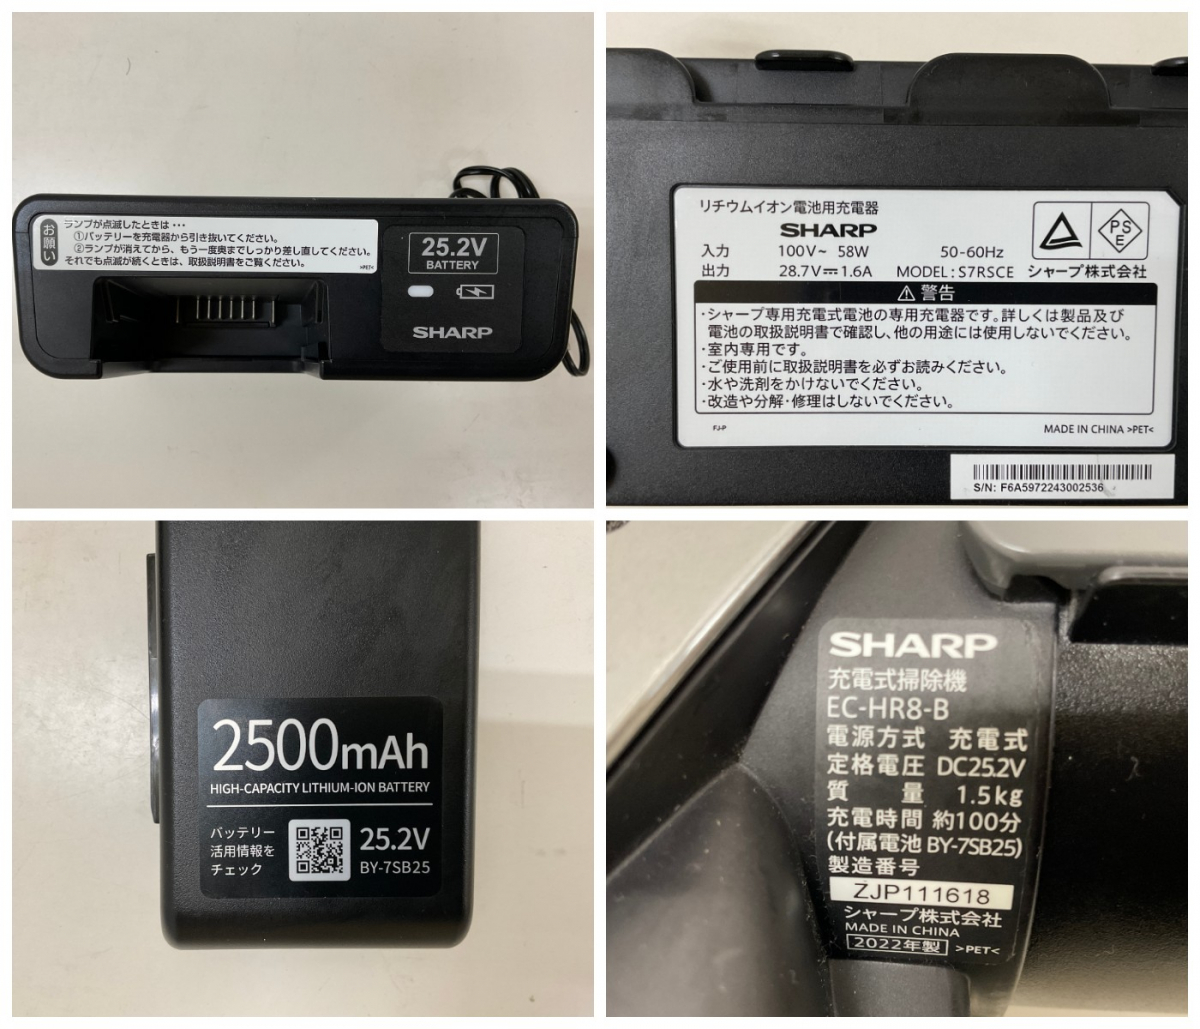 お願い
ランプが点滅したときは・・・
①バッテリーを充電器から引き抜いてください。
②ランプが消えてから、もう一度奥までしっかり差し直してください。
それでも点滅が続くときは、取扱説明書をご覧ください。
>PET<
25.2V
BATTERY
SHARP
リチウムイオン電池用充電器
SHARP
入力 100V~ 58W 50-60Hz
出力 28.7V⎓1.6A MODEL: S7RSCE シャープ株式会社
PS
E
⚠警告
・シャープ専用充電式電池の専用充電器です。詳しくは製品及び
電池の取扱説明書で確認し、他の用途には使用しないでください。
・室内専用です。
・ご使用前に取扱説明書を必ずお読みください。
・水や洗剤をかけないでください。
・改造や分解・修理はしないでください。
FJ-P MADE IN CHINA >PET<
S/N: F6A5972243002536
2500mAh
HIGH-CAPACITY LITHIUM-ION BATTERY
バッテリー
活用情報を
チェック
25.2V
BY-7SB25
SHARP
充電式掃除機
EC-HR8-B
電源方式 充電式
定格電圧 DC25.2V
質量 1.5kg
充電時間 約100分
(付属電池 BY-7SB25)
製造番号
ZJP111618
シャープ株式会社
MADE IN CHINA
2022年製 >PET<